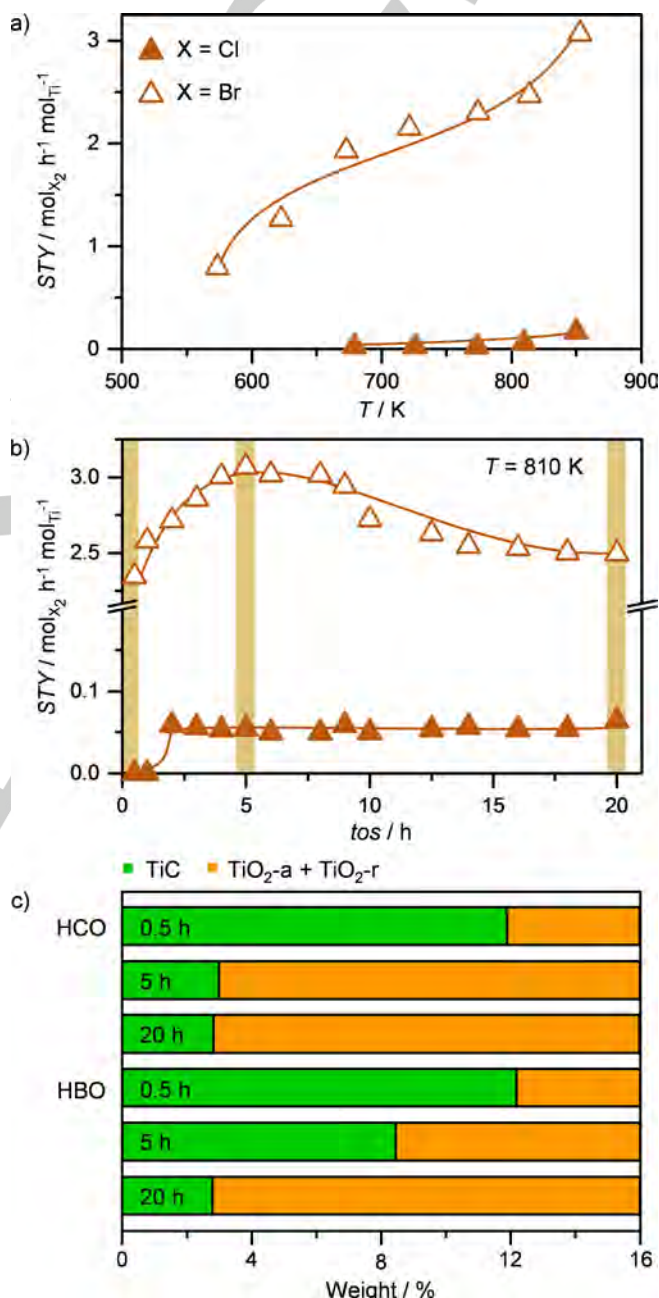 a)
3
2
1
0
STY / mol_X₂ h⁻¹ mol_Ti⁻¹
X = Cl
X = Br
500 600 700 800 900
T / K
b)
T = 810 K
3.0
2.5
0.1
0.0
STY / mol_X₂ h⁻¹ mol_Ti⁻¹
0 5 10 15 20
tos / h
TiC TiO₂-a + TiO₂-r
c)
HCO 0.5 h
5 h
20 h
HBO 0.5 h
5 h
20 h
0 4 8 12 16
Weight / %